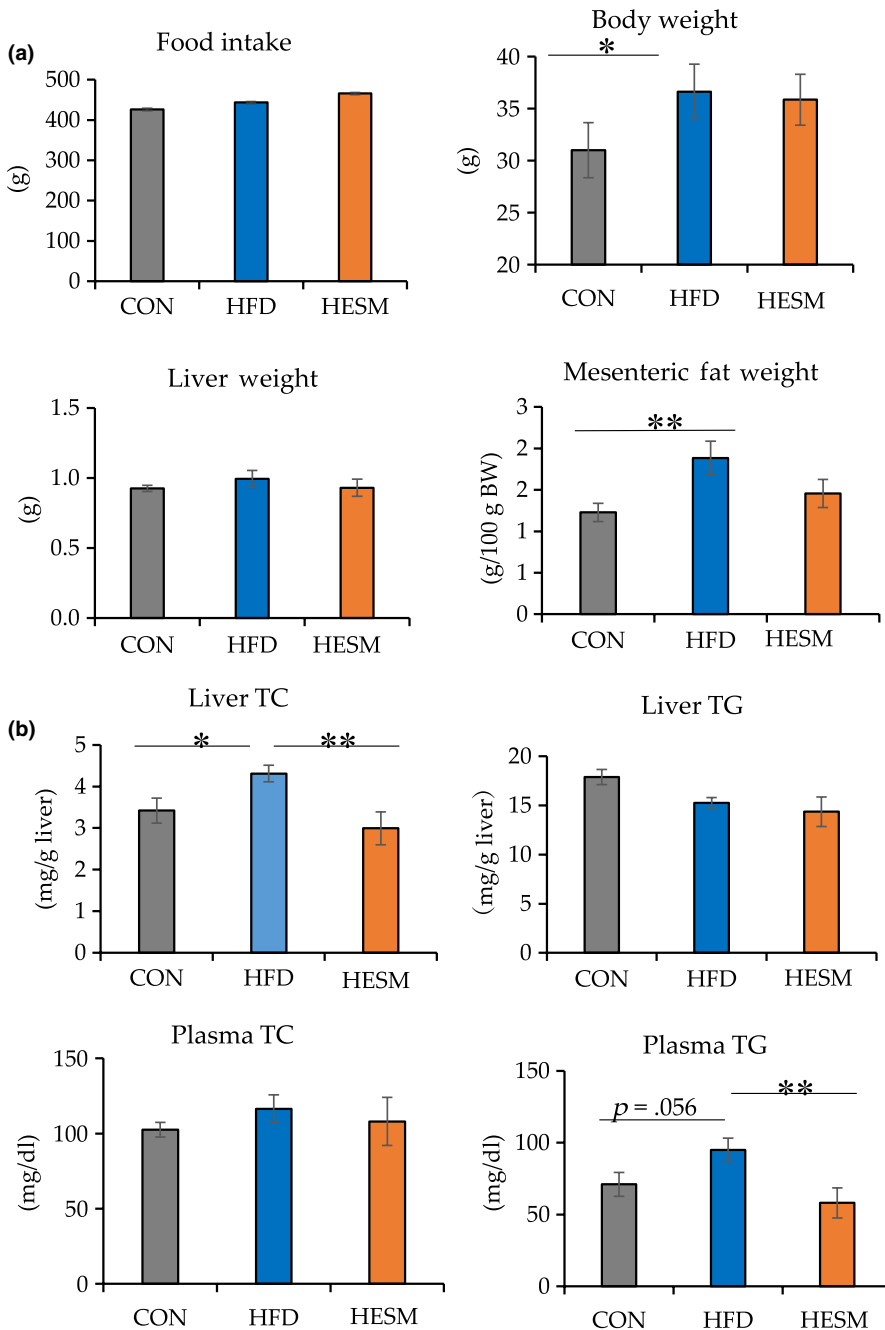 (a)
Food intake
(g)
500
400
300
200
100
0
CON HFD HESM
Body weight
*
(g)
40
35
30
25
20
CON HFD HESM
Liver weight
(g)
1.5
1.0
0.5
0.0
CON HFD HESM
Mesenteric fat weight
**
(g/100 g BW)
3
2
2
1
1
0
CON HFD HESM
(b)
Liver TC
* **
(mg/g liver)
5
4
3
2
1
0
CON HFD HESM
Liver TG
(mg/g liver)
20
15
10
5
0
CON HFD HESM
Plasma TC
(mg/dl)
150
100
50
0
CON HFD HESM
Plasma TG
p = .056 **
(mg/dl)
150
100
50
0
CON HFD HESM